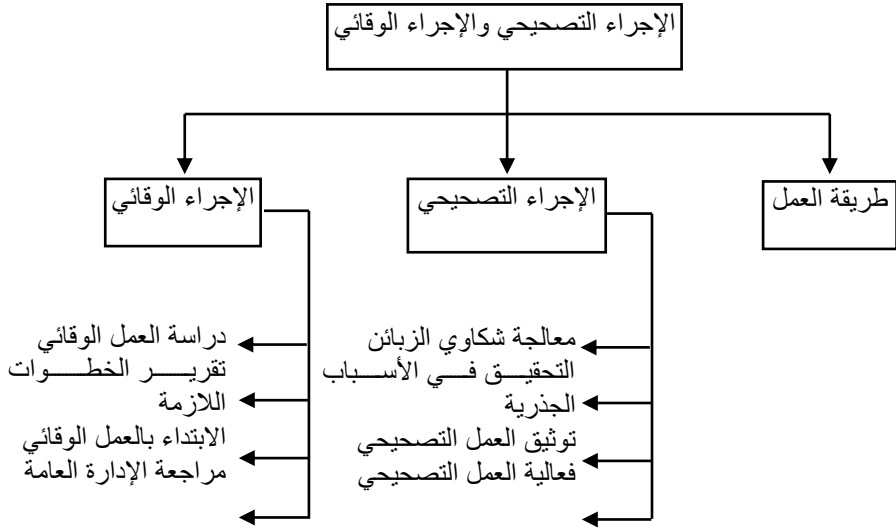 الإجراء التصحيحي والإجراء الوقائي
طريقة العمل
الإجراء التصحيحي
الإجراء الوقائي
معالجة شكاوي الزبائن
التحقيق في الأسباب
الجذرية
توثيق العمل التصحيحي
فعالية العمل التصحيحي
دراسة العمل الوقائي
تقرير الخطوات
اللازمة
الابتداء بالعمل الوقائي
مراجعة الإدارة العامة